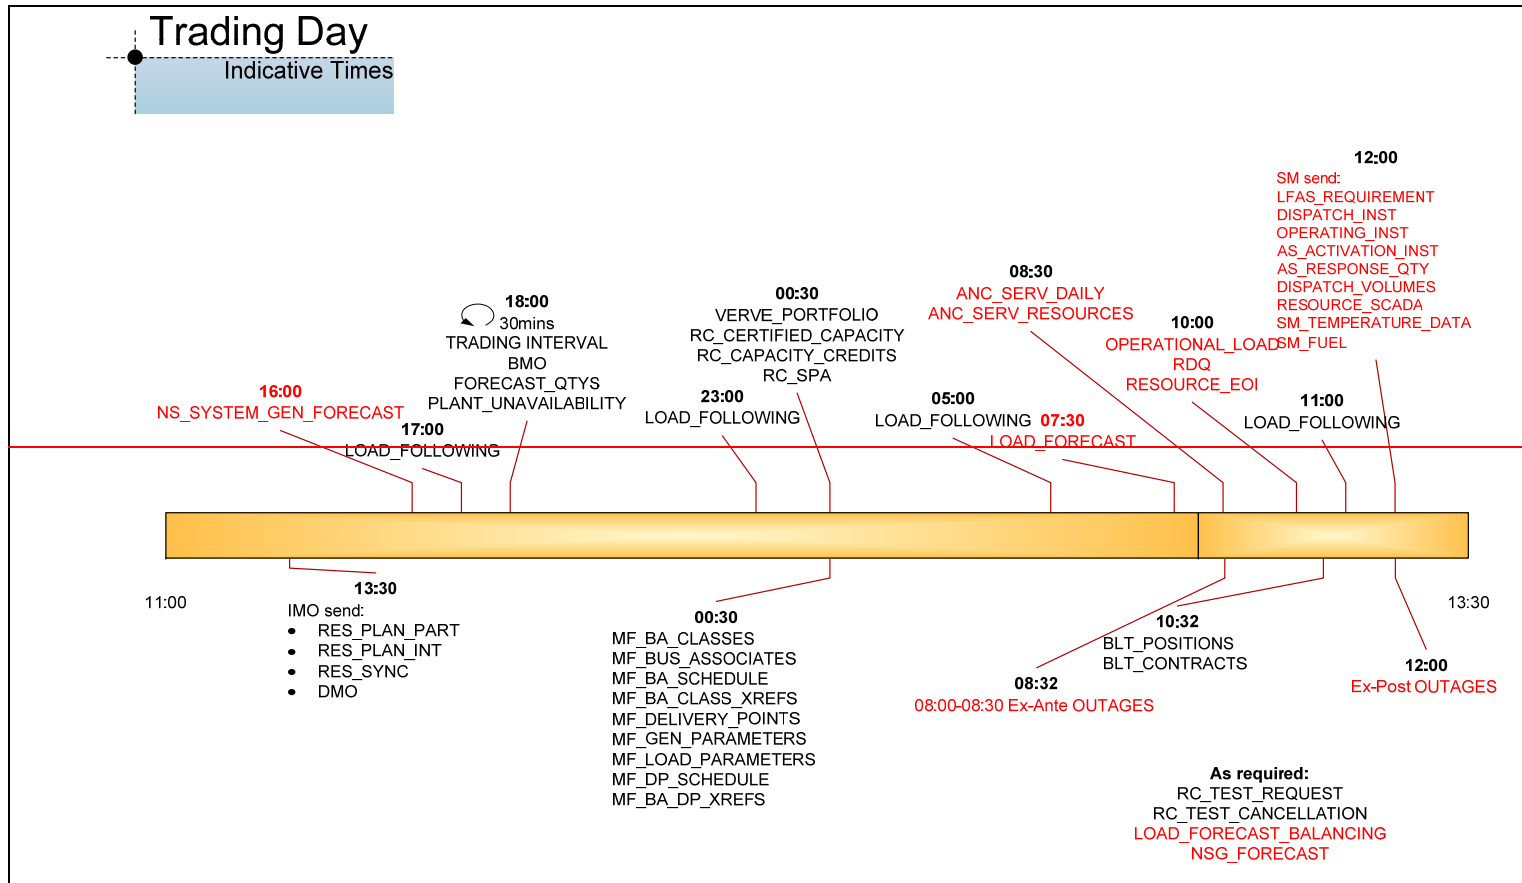 Trading Day
Indicative Times
12:00
SM send:
LFAS_REQUIREMENT
DISPATCH_INST
OPERATING_INST
AS_ACTIVATION_INST
AS_RESPONSE_QTY
DISPATCH_VOLUMES
RESOURCE_SCADA
SM_TEMPERATURE_DATA
SM_FUEL
08:30
ANC_SERV_DAILY
ANC_SERV_RESOURCES
10:00
OPERATIONAL_LOAD
RDQ
RESOURCE_EOI
00:30
VERVE_PORTFOLIO
RC_CERTIFIED_CAPACITY
RC_CAPACITY_CREDITS
RC_SPA
18:00
30mins
TRADING INTERVAL
BMO
FORECAST_QTYS
PLANT_UNAVAILABILITY
16:00
NS_SYSTEM_GEN_FORECAST
17:00
LOAD_FOLLOWING
23:00
LOAD_FOLLOWING
05:00
LOAD_FOLLOWING
07:30
LOAD_FORECAST
11:00
LOAD_FOLLOWING
11:00
13:30
13:30
IMO send:
• RES_PLAN_PART
• RES_PLAN_INT
• RES_SYNC
• DMO
00:30
MF_BA_CLASSES
MF_BUS_ASSOCIATES
MF_BA_SCHEDULE
MF_BA_CLASS_XREFS
MF_DELIVERY_POINTS
MF_GEN_PARAMETERS
MF_LOAD_PARAMETERS
MF_DP_SCHEDULE
MF_BA_DP_XREFS
10:32
BLT_POSITIONS
BLT_CONTRACTS
08:32
08:00-08:30 Ex-Ante OUTAGES
12:00
Ex-Post OUTAGES
As required:
RC_TEST_REQUEST
RC_TEST_CANCELLATION
LOAD_FORECAST_BALANCING
NSG_FORECAST